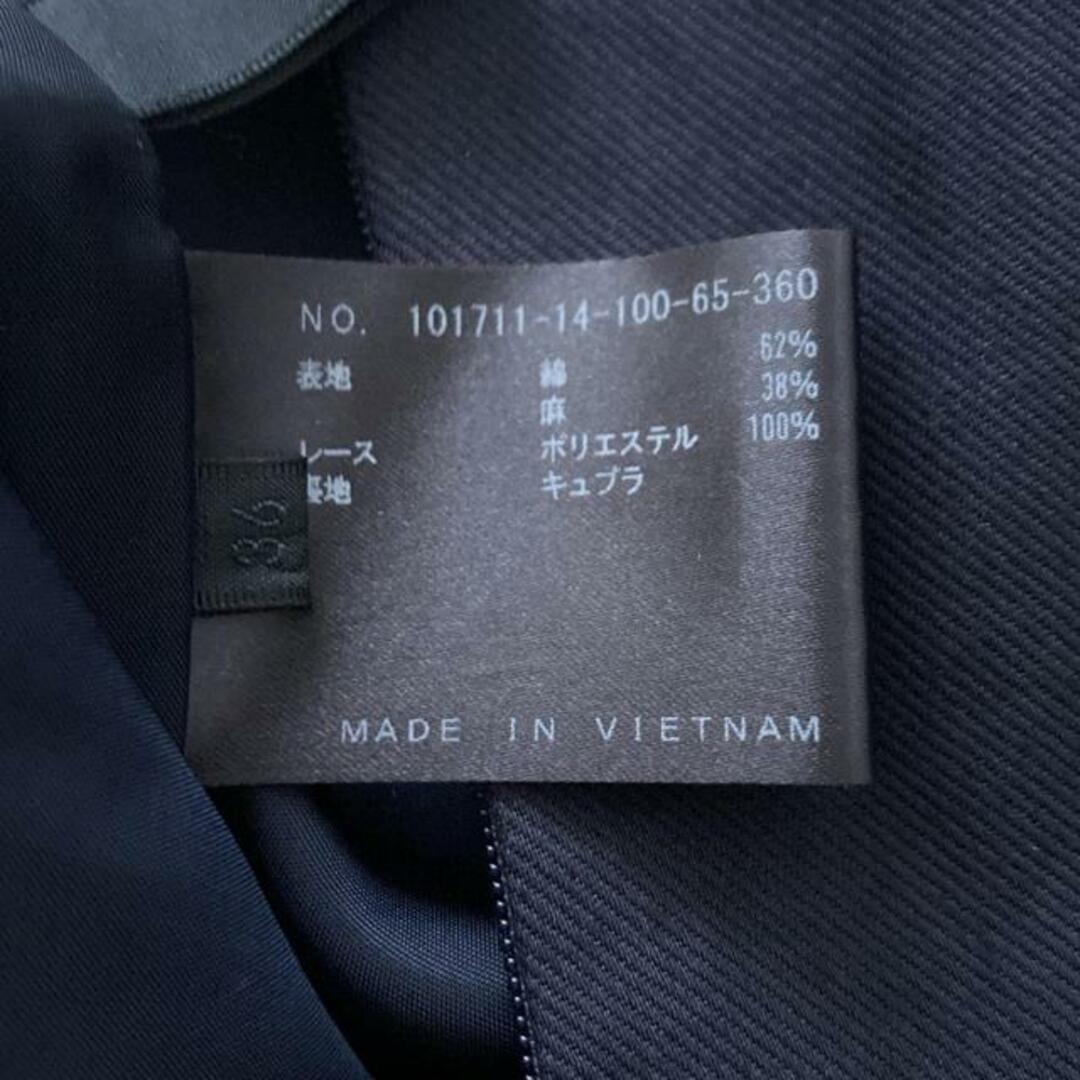 NO. 101711-14-100-65-360
表地 綿 62%
麻 38%
レース ポリエステル 100%
裏地 キュプラ
MADE IN VIETNAM